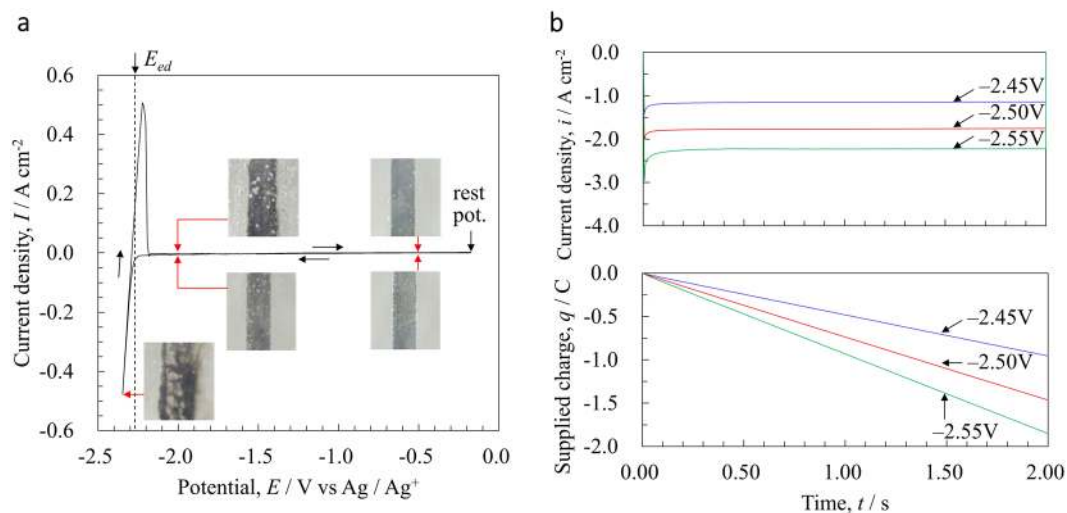 a
E_ed
0.6
0.4
0.2
0.0
-0.2
-0.4
-0.6
Current density, I / A cm-2
rest
pot.
-2.5 -2.0 -1.5 -1.0 -0.5 0.0
Potential, E / V vs Ag / Ag+
b
0.0
-1.0
-2.0
-3.0
-4.0
Current density, i / A cm-2
–2.45V
–2.50V
–2.55V
0.0
-0.5
-1.0
-1.5
-2.0
Supplied charge, q / C
–2.45V
–2.50V
–2.55V
0.00 0.50 1.00 1.50 2.00
Time, t / s